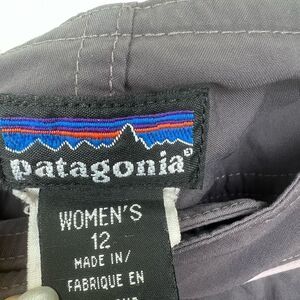 patagonia®
WOMEN'S
12
MADE IN/
FABRIQUE EN